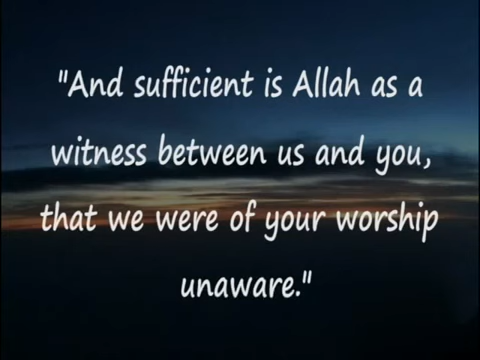 "And sufficient is Allah as a
witness between us and you,
that we were of your worship
unaware."